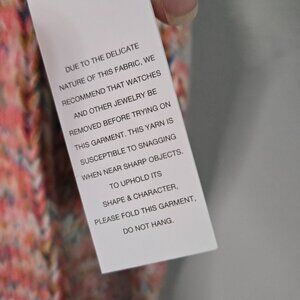 DUE TO THE DELICATE
NATURE OF THIS FABRIC, WE
RECOMMEND THAT WATCHES
AND OTHER JEWELRY BE
REMOVED BEFORE TRYING ON
THIS GARMENT. THIS YARN IS
SUSCEPTIBLE TO SNAGGING
WHEN NEAR SHARP OBJECTS.
TO UPHOLD ITS
SHAPE & CHARACTER,
PLEASE FOLD THIS GARMENT,
DO NOT HANG.